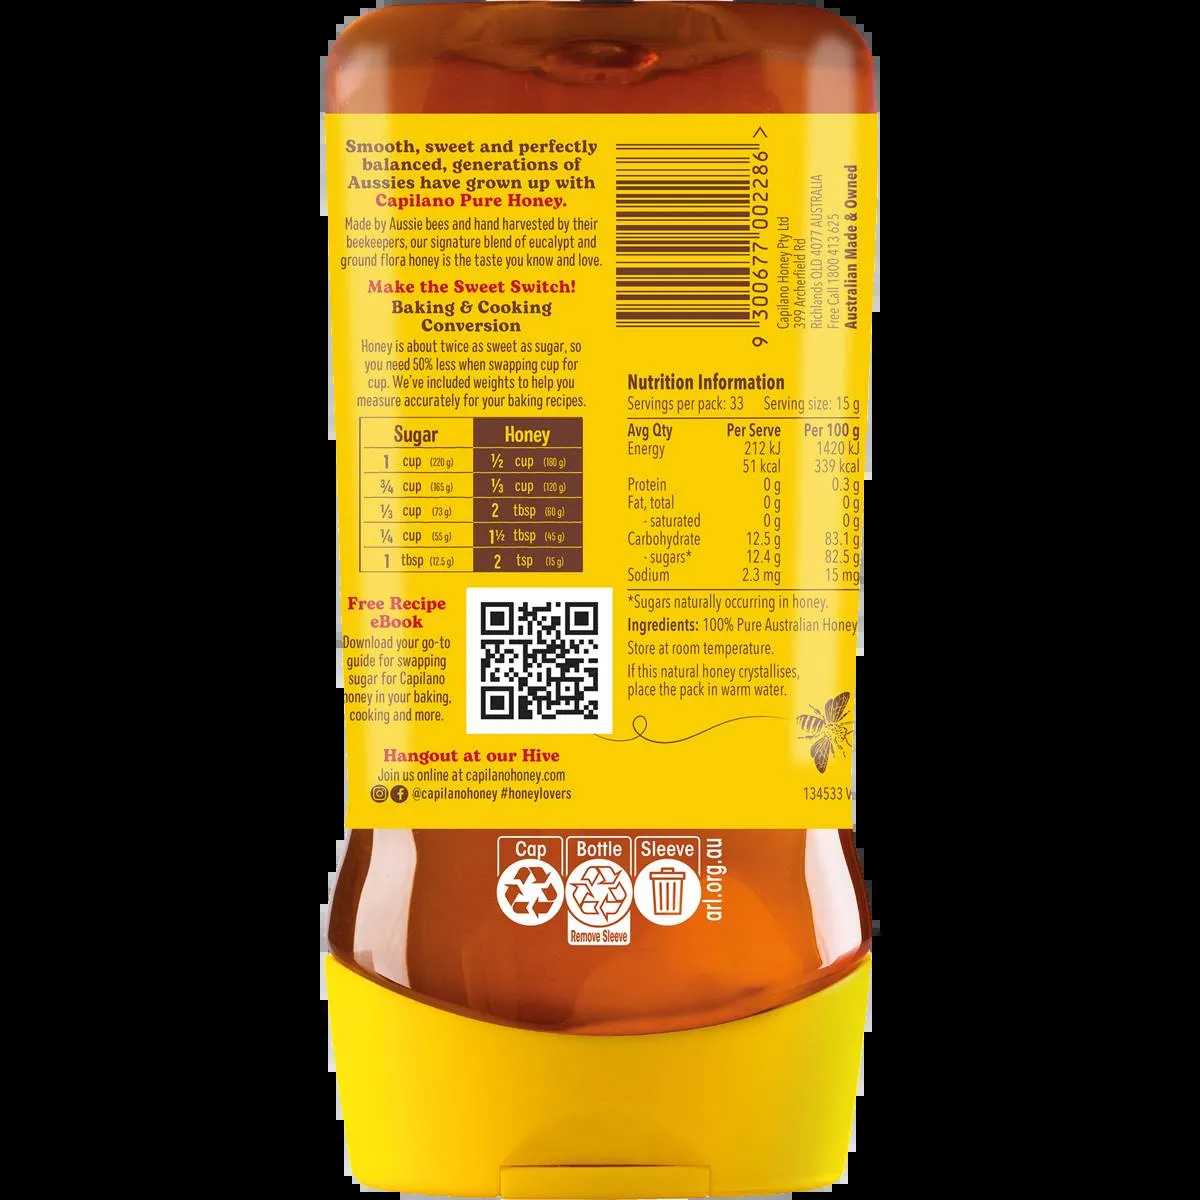 Smooth, sweet and perfectly
balanced, generations of
Aussies have grown up with
Capilano Pure Honey.
Made by Aussie bees and hand harvested by their
beekeepers, our signature blend of eucalypt and
ground flora honey is the taste you know and love.
Make the Sweet Switch!
Baking & Cooking
Conversion
Honey is about twice as sweet as sugar, so
you need 50% less when swapping cup for
cup. We've included weights to help you
measure accurately for your baking recipes.
Sugar Honey
1 cup (220 g) ½ cup (180 g)
¾ cup (165 g) ⅓ cup (120 g)
⅓ cup (73 g) 2 tbsp (60 g)
¼ cup (55 g) 1½ tbsp (45 g)
1 tbsp (12.5 g) 2 tsp (15 g)
Free Recipe
eBook
Download your go-to
guide for swapping
sugar for Capilano
honey in your baking,
cooking and more.
Hangout at our Hive
Join us online at capilanohoney.com
@capilanohoney #honeylovers
9 300677 002286 >
Capilano Honey Pty Ltd
399 Archerfield Rd
Richlands QLD 4077 AUSTRALIA
Free Call 1800 413 625
Australian Made & Owned
Nutrition Information
Servings per pack: 33 Serving size: 15 g
Avg Qty Per Serve Per 100 g
Energy 212 kJ 1420 kJ
51 kcal 339 kcal
Protein 0 g 0.3 g
Fat, total 0 g 0 g
- saturated 0 g 0 g
Carbohydrate 12.5 g 83.1 g
- sugars* 12.4 g 82.5 g
Sodium 2.3 mg 15 mg
*Sugars naturally occurring in honey.
Ingredients: 100% Pure Australian Honey
Store at room temperature.
If this natural honey crystallises,
place the pack in warm water.
134533 V
Cap Bottle Sleeve
Remove Sleeve
arl.org.au